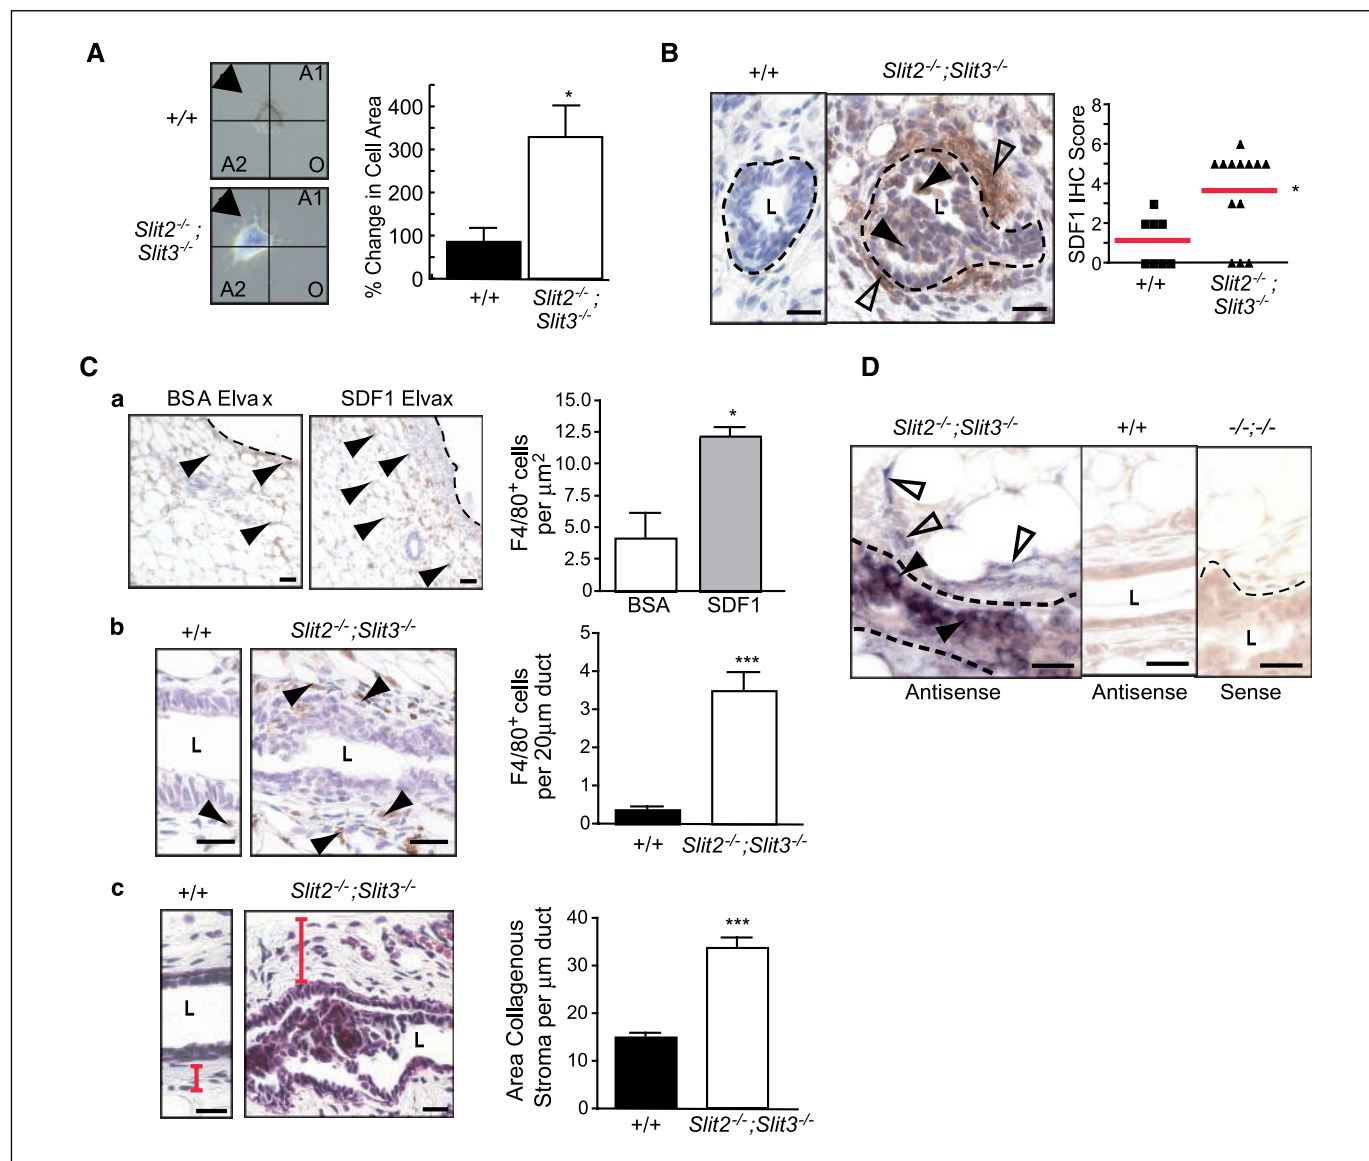 A
A1
+/+
A2
O
A1
Slit2-/- ;
Slit3-/-
A2
O
% Change in Cell Area
400
300
200
100
0
*
+/+
Slit2-/- ;
Slit3-/-
B
+/+
Slit2-/-;Slit3-/-
L
L
SDF1 IHC Score
8
6
4
2
0
*
+/+
Slit2-/- ;
Slit3-/-
C
a
BSA Elvax
SDF1 Elvax
F4/80+ cells
per µm2
15.0
12.5
10.0
7.5
5.0
2.5
0
*
BSA
SDF1
b
+/+
Slit2-/-;Slit3-/-
L
L
F4/80+ cells
per 20µm duct
5
4
3
2
1
0
***
+/+
Slit2-/-;Slit3-/-
c
+/+
Slit2-/-;Slit3-/-
L
L
Area Collagenous
Stroma per µm duct
40
30
20
10
0
***
+/+
Slit2-/-;Slit3-/-
D
Slit2-/-;Slit3-/-
+/+
-/-;-/-
L
L
Antisense
Antisense
Sense